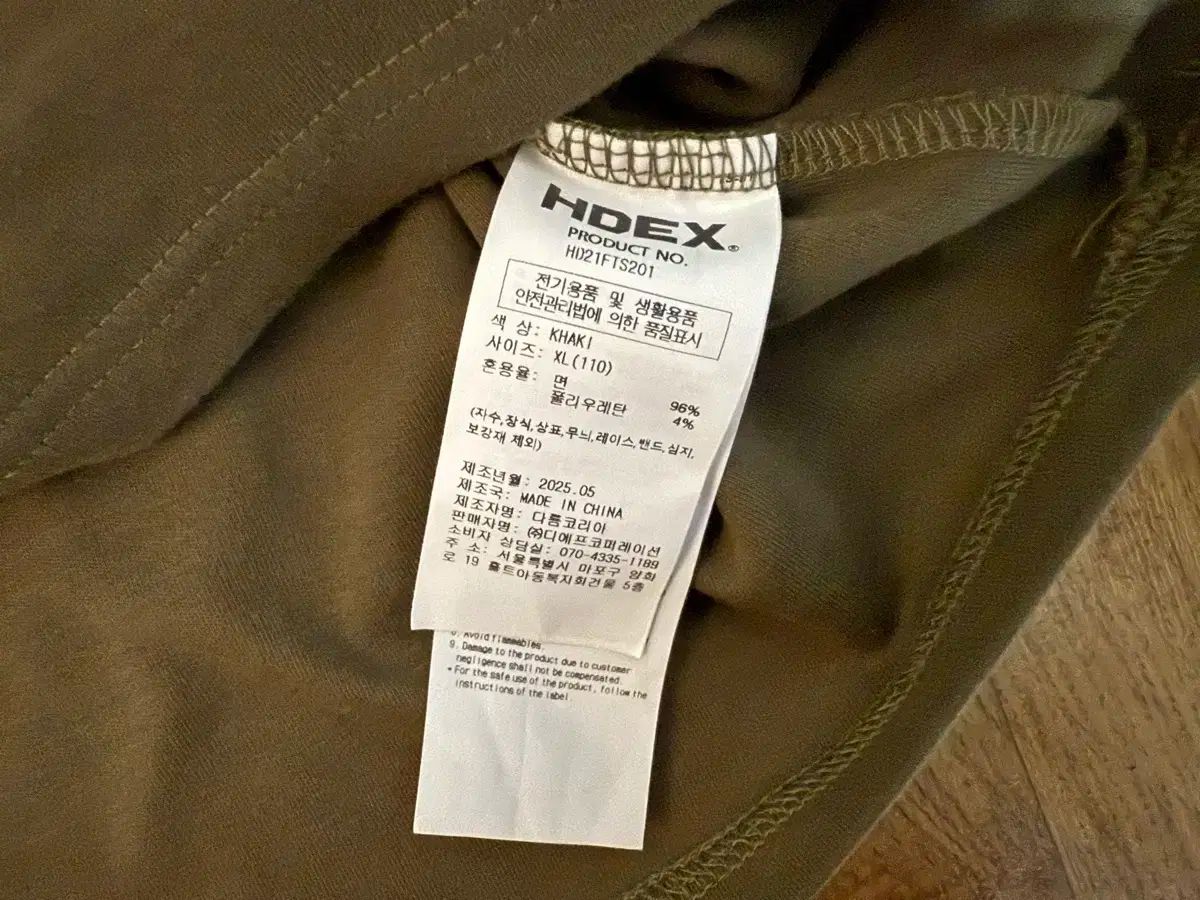 HDEX®
PRODUCT NO.
HD21FTS201
전기용품 및 생활용품
안전관리법에 의한 품질표시
색 상: KHAKI
사이즈: XL(110)
혼용율: 면 96%
폴리우레탄 4%
(자수,장식,상표,무늬,레이스,밴드,심지,
보강재 제외)
제조년월: 2025.05
제조국: MADE IN CHINA
제조자명: 다름코리아
판매자명: ㈜디에프코퍼레이션
소비자 상담실: 070-4335-1189
주 소: 서울특별시 마포구 양화
로 19 홀트아동복지회건물 5층
Avoid flammables.
9. Damage to the product due to customer
negligence shall not be compensated.
* For the safe use of the product, follow the
instructions of the label.